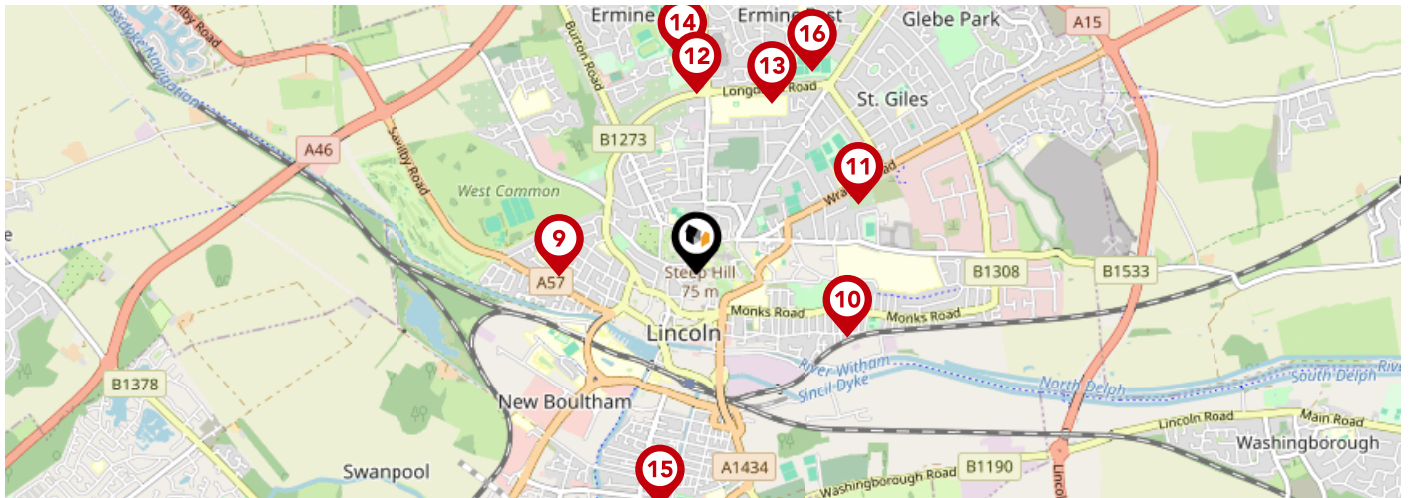 Ermine
14
Ermine East
Glebe Park
A15
16
12
13
Burton Road
Longdales Road
St. Giles
B1273
A46
Saxilby Road
West Common
11
Wragby Road
9
Steep Hill
75 m
A57
B1308
B1533
10
Monks Road
Monks Road
Lincoln
River Witham
Sincil Dyke
North Delph
South Delph
B1378
New Boultham
Lincoln Road
Main Road
Washingborough
Swanpool
15
A1434
B1190
Washingborough Road